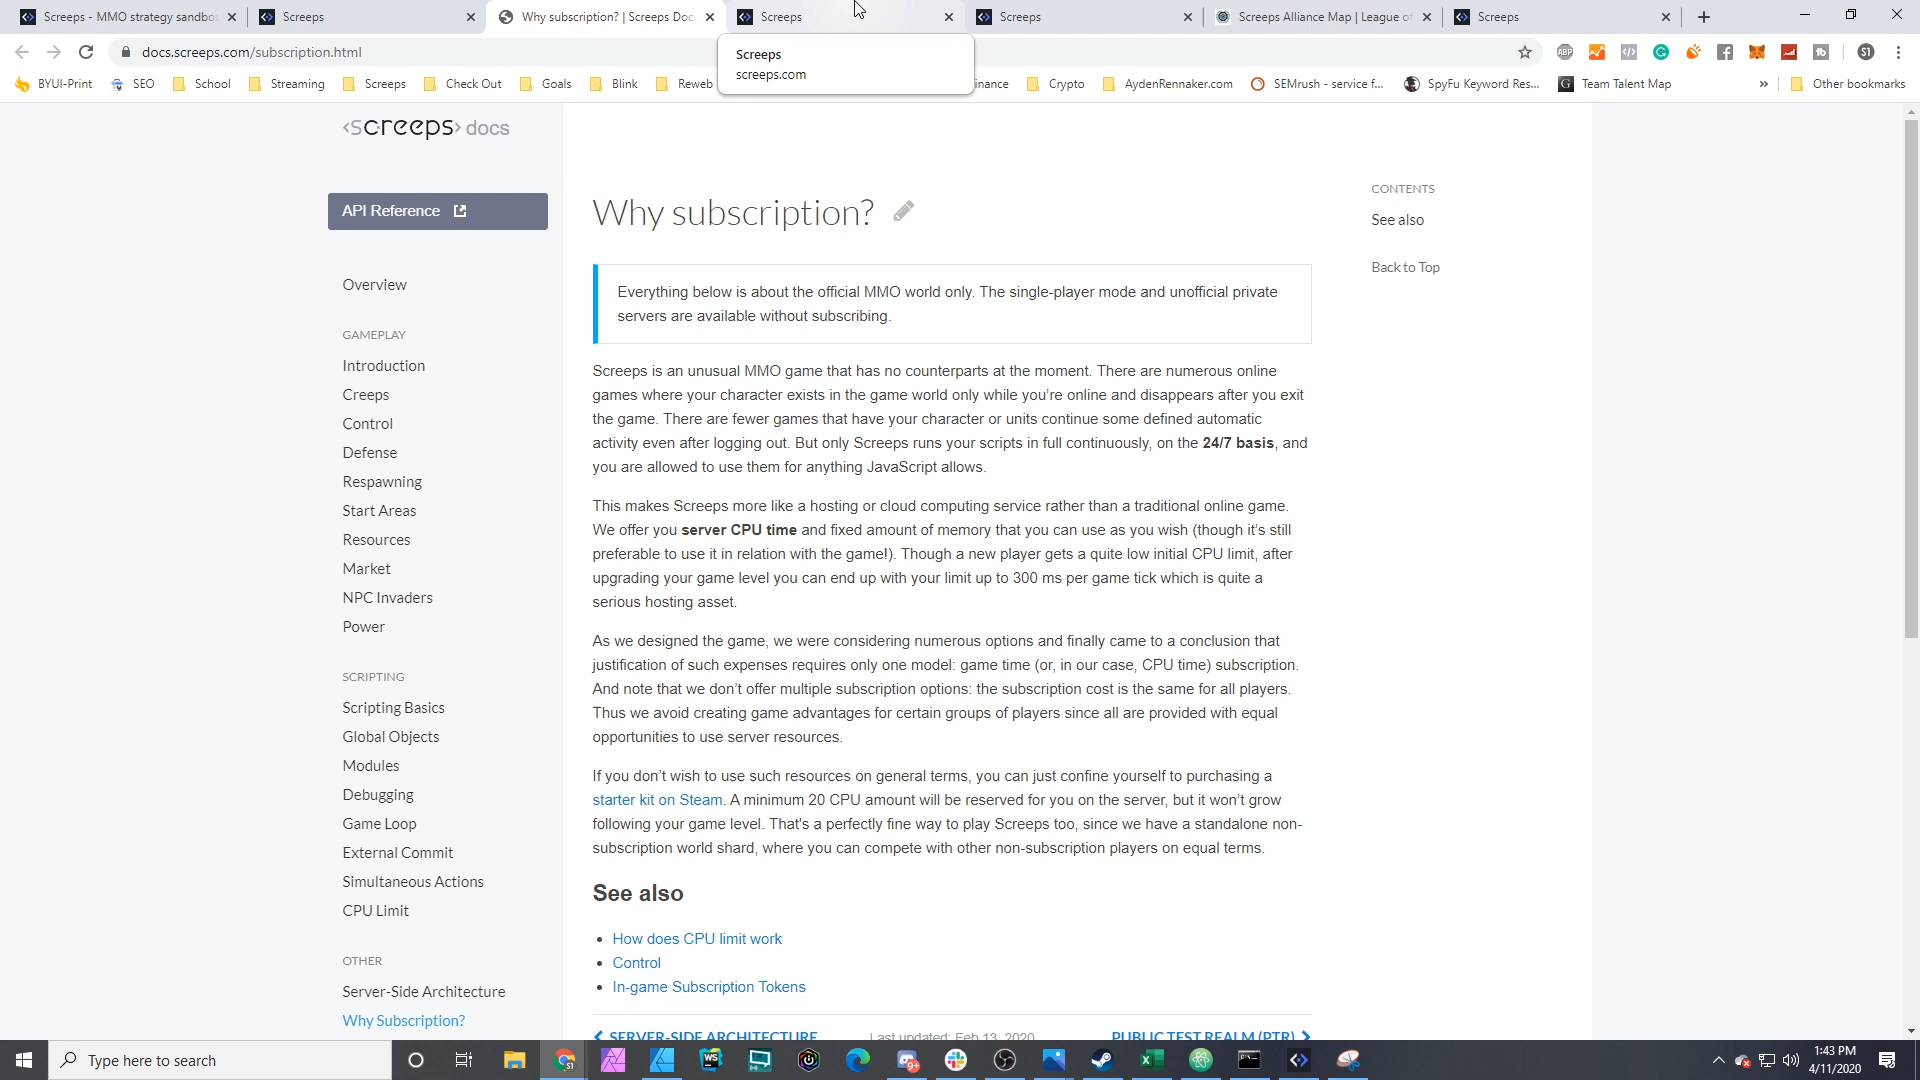 Screeps - MMO strategy sandbo
Screeps
Why subscription? | Screeps Doc
Screeps
Screeps
Screeps Alliance Map | League of
Screeps
docs.screeps.com/subscription.html
Screeps
screeps.com
BYUI-Print
SEO
School
Streaming
Screeps
Check Out
Goals
Blink
Reweb
inance
Crypto
AydenRennaker.com
SEMrush - service f...
SpyFu Keyword Res...
Team Talent Map
Other bookmarks
<screeps> docs
API Reference
Overview
GAMEPLAY
Introduction
Creeps
Control
Defense
Respawning
Start Areas
Resources
Market
NPC Invaders
Power
SCRIPTING
Scripting Basics
Global Objects
Modules
Debugging
Game Loop
External Commit
Simultaneous Actions
CPU Limit
OTHER
Server-Side Architecture
Why Subscription?
Why subscription?
Everything below is about the official MMO world only. The single-player mode and unofficial private
servers are available without subscribing.
Screeps is an unusual MMO game that has no counterparts at the moment. There are numerous online
games where your character exists in the game world only while you're online and disappears after you exit
the game. There are fewer games that have your character or units continue some defined automatic
activity even after logging out. But only Screeps runs your scripts in full continuously, on the 24/7 basis, and
you are allowed to use them for anything JavaScript allows.
This makes Screeps more like a hosting or cloud computing service rather than a traditional online game.
We offer you server CPU time and fixed amount of memory that you can use as you wish (though it's still
preferable to use it in relation with the game!). Though a new player gets a quite low initial CPU limit, after
upgrading your game level you can end up with your limit up to 300 ms per game tick which is quite a
serious hosting asset.
As we designed the game, we were considering numerous options and finally came to a conclusion that
justification of such expenses requires only one model: game time (or, in our case, CPU time) subscription.
And note that we don't offer multiple subscription options: the subscription cost is the same for all players.
Thus we avoid creating game advantages for certain groups of players since all are provided with equal
opportunities to use server resources.
If you don't wish to use such resources on general terms, you can just confine yourself to purchasing a
starter kit on Steam. A minimum 20 CPU amount will be reserved for you on the server, but it won't grow
following your game level. That's a perfectly fine way to play Screeps too, since we have a standalone non-
subscription world shard, where you can compete with other non-subscription players on equal terms.
See also
How does CPU limit work
Control
In-game Subscription Tokens
SERVER-SIDE ARCHITECTURE
Last updated: Feb 13, 2020
PUBLIC TEST REALM (PTR)
CONTENTS
See also
Back to Top
Type here to search
1:43 PM
4/11/2020